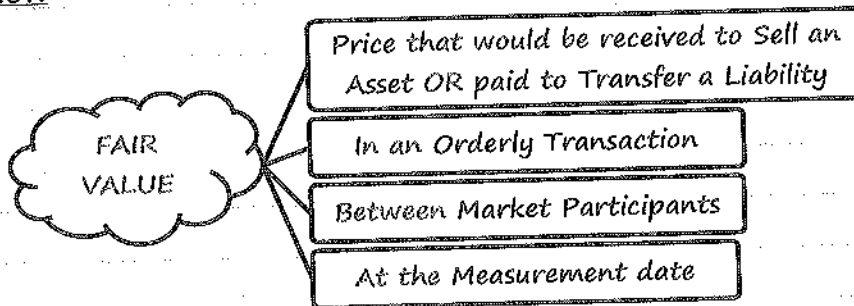 Price that would be received to Sell an
Asset OR paid to Transfer a Liability
FAIR
VALUE
In an Orderly Transaction
Between Market Participants
At the Measurement date